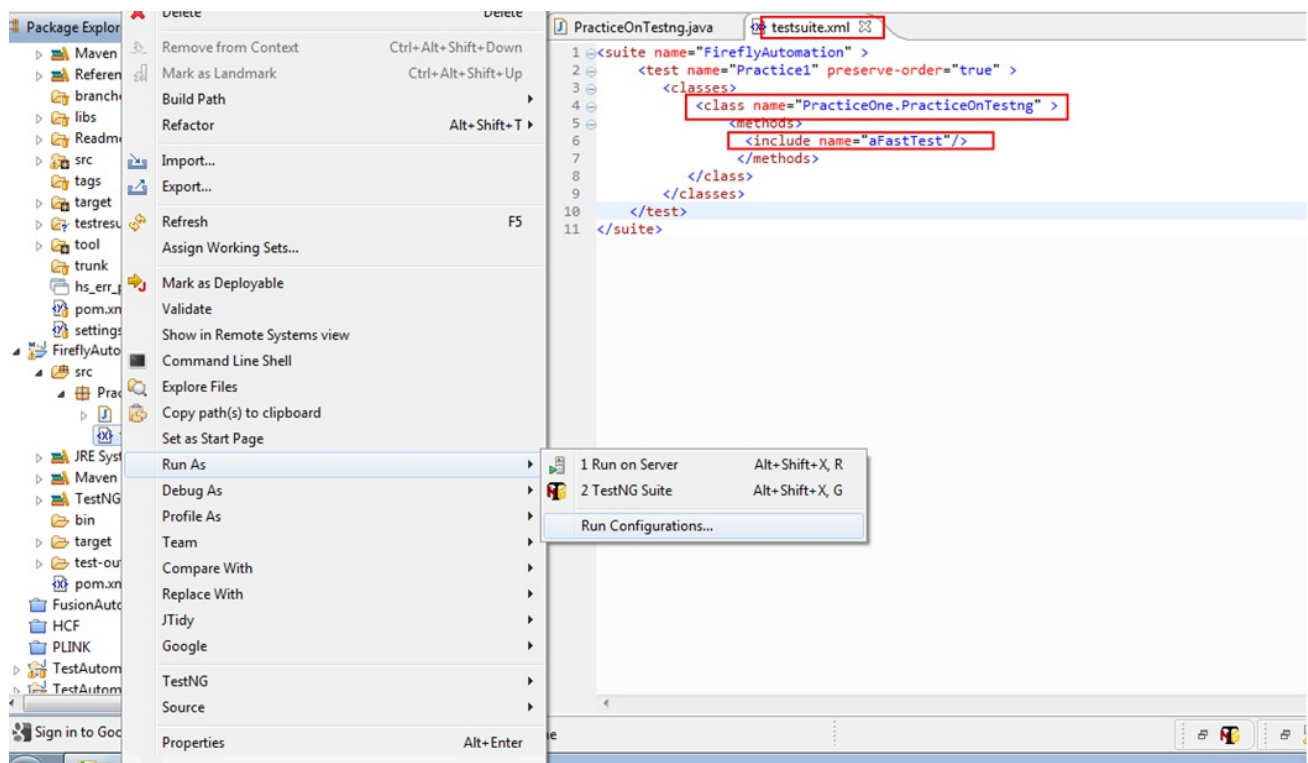 Package Explor
Maven
Referen
branche
libs
Readme
src
tags
target
testresu
tool
trunk
hs_err_p
pom.xn
settings
FireflyAuto
src
Prac
JRE Syst
Maven
TestNG
bin
target
test-ou
pom.xn
FusionAuto
HCF
PLINK
TestAutom
TestAutom
Sign in to Goo
Delete Delete
Remove from Context Ctrl+Alt+Shift+Down
Mark as Landmark Ctrl+Alt+Shift+Up
Build Path
Refactor Alt+Shift+T
Import...
Export...
Refresh F5
Assign Working Sets...
Mark as Deployable
Validate
Show in Remote Systems view
Command Line Shell
Explore Files
Copy path(s) to clipboard
Set as Start Page
Run As
Debug As
Profile As
Team
Compare With
Replace With
JTidy
Google
TestNG
Source
Properties Alt+Enter
1 Run on Server Alt+Shift+X, R
2 TestNG Suite Alt+Shift+X, G
Run Configurations...
PracticeOnTestng.java testsuite.xml
1 <suite name="FireflyAutomation" >
2 <test name="Practice1" preserve-order="true" >
3 <classes>
4 <class name="PracticeOne.PracticeOnTestng" >
5 <methods>
6 <include name="aFastTest"/>
7 </methods>
8 </class>
9 </classes>
10 </test>
11 </suite>